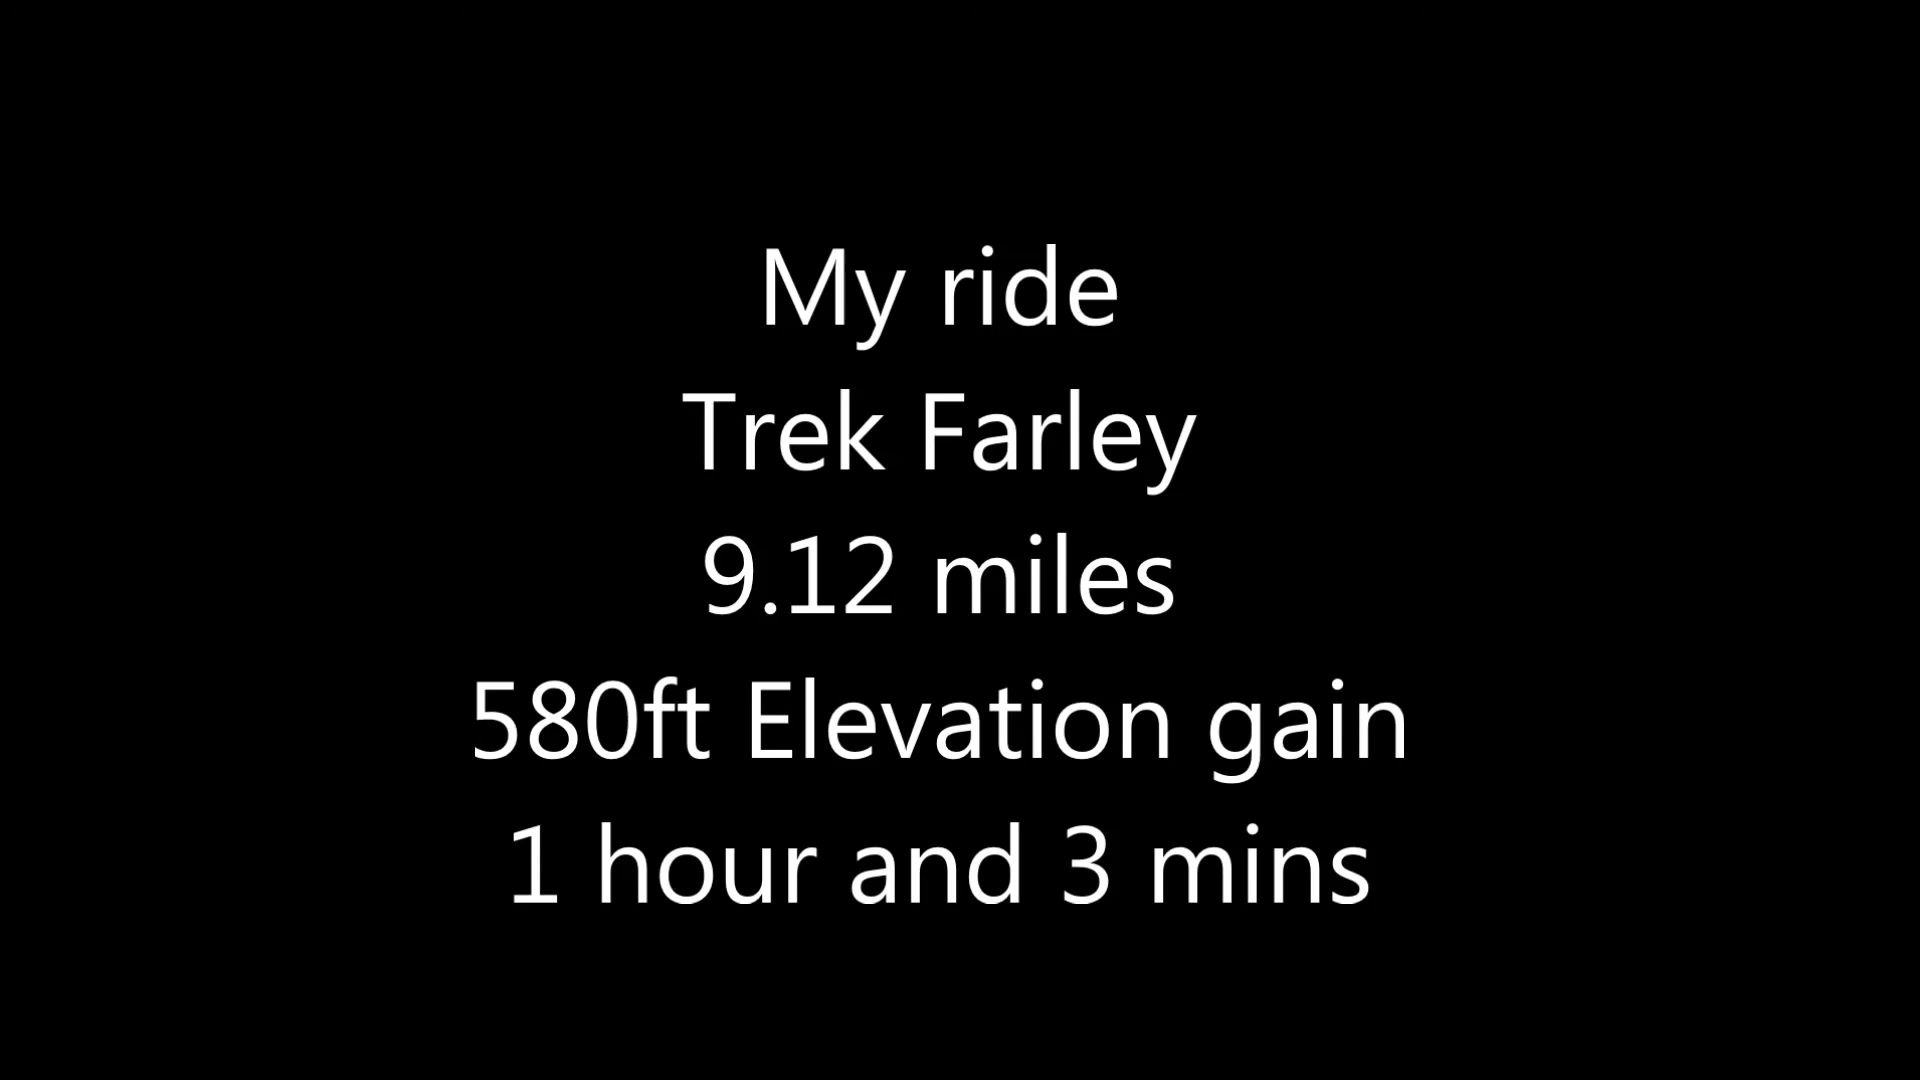 My ride
Trek Farley
9.12 miles
580ft Elevation gain
1 hour and 3 mins